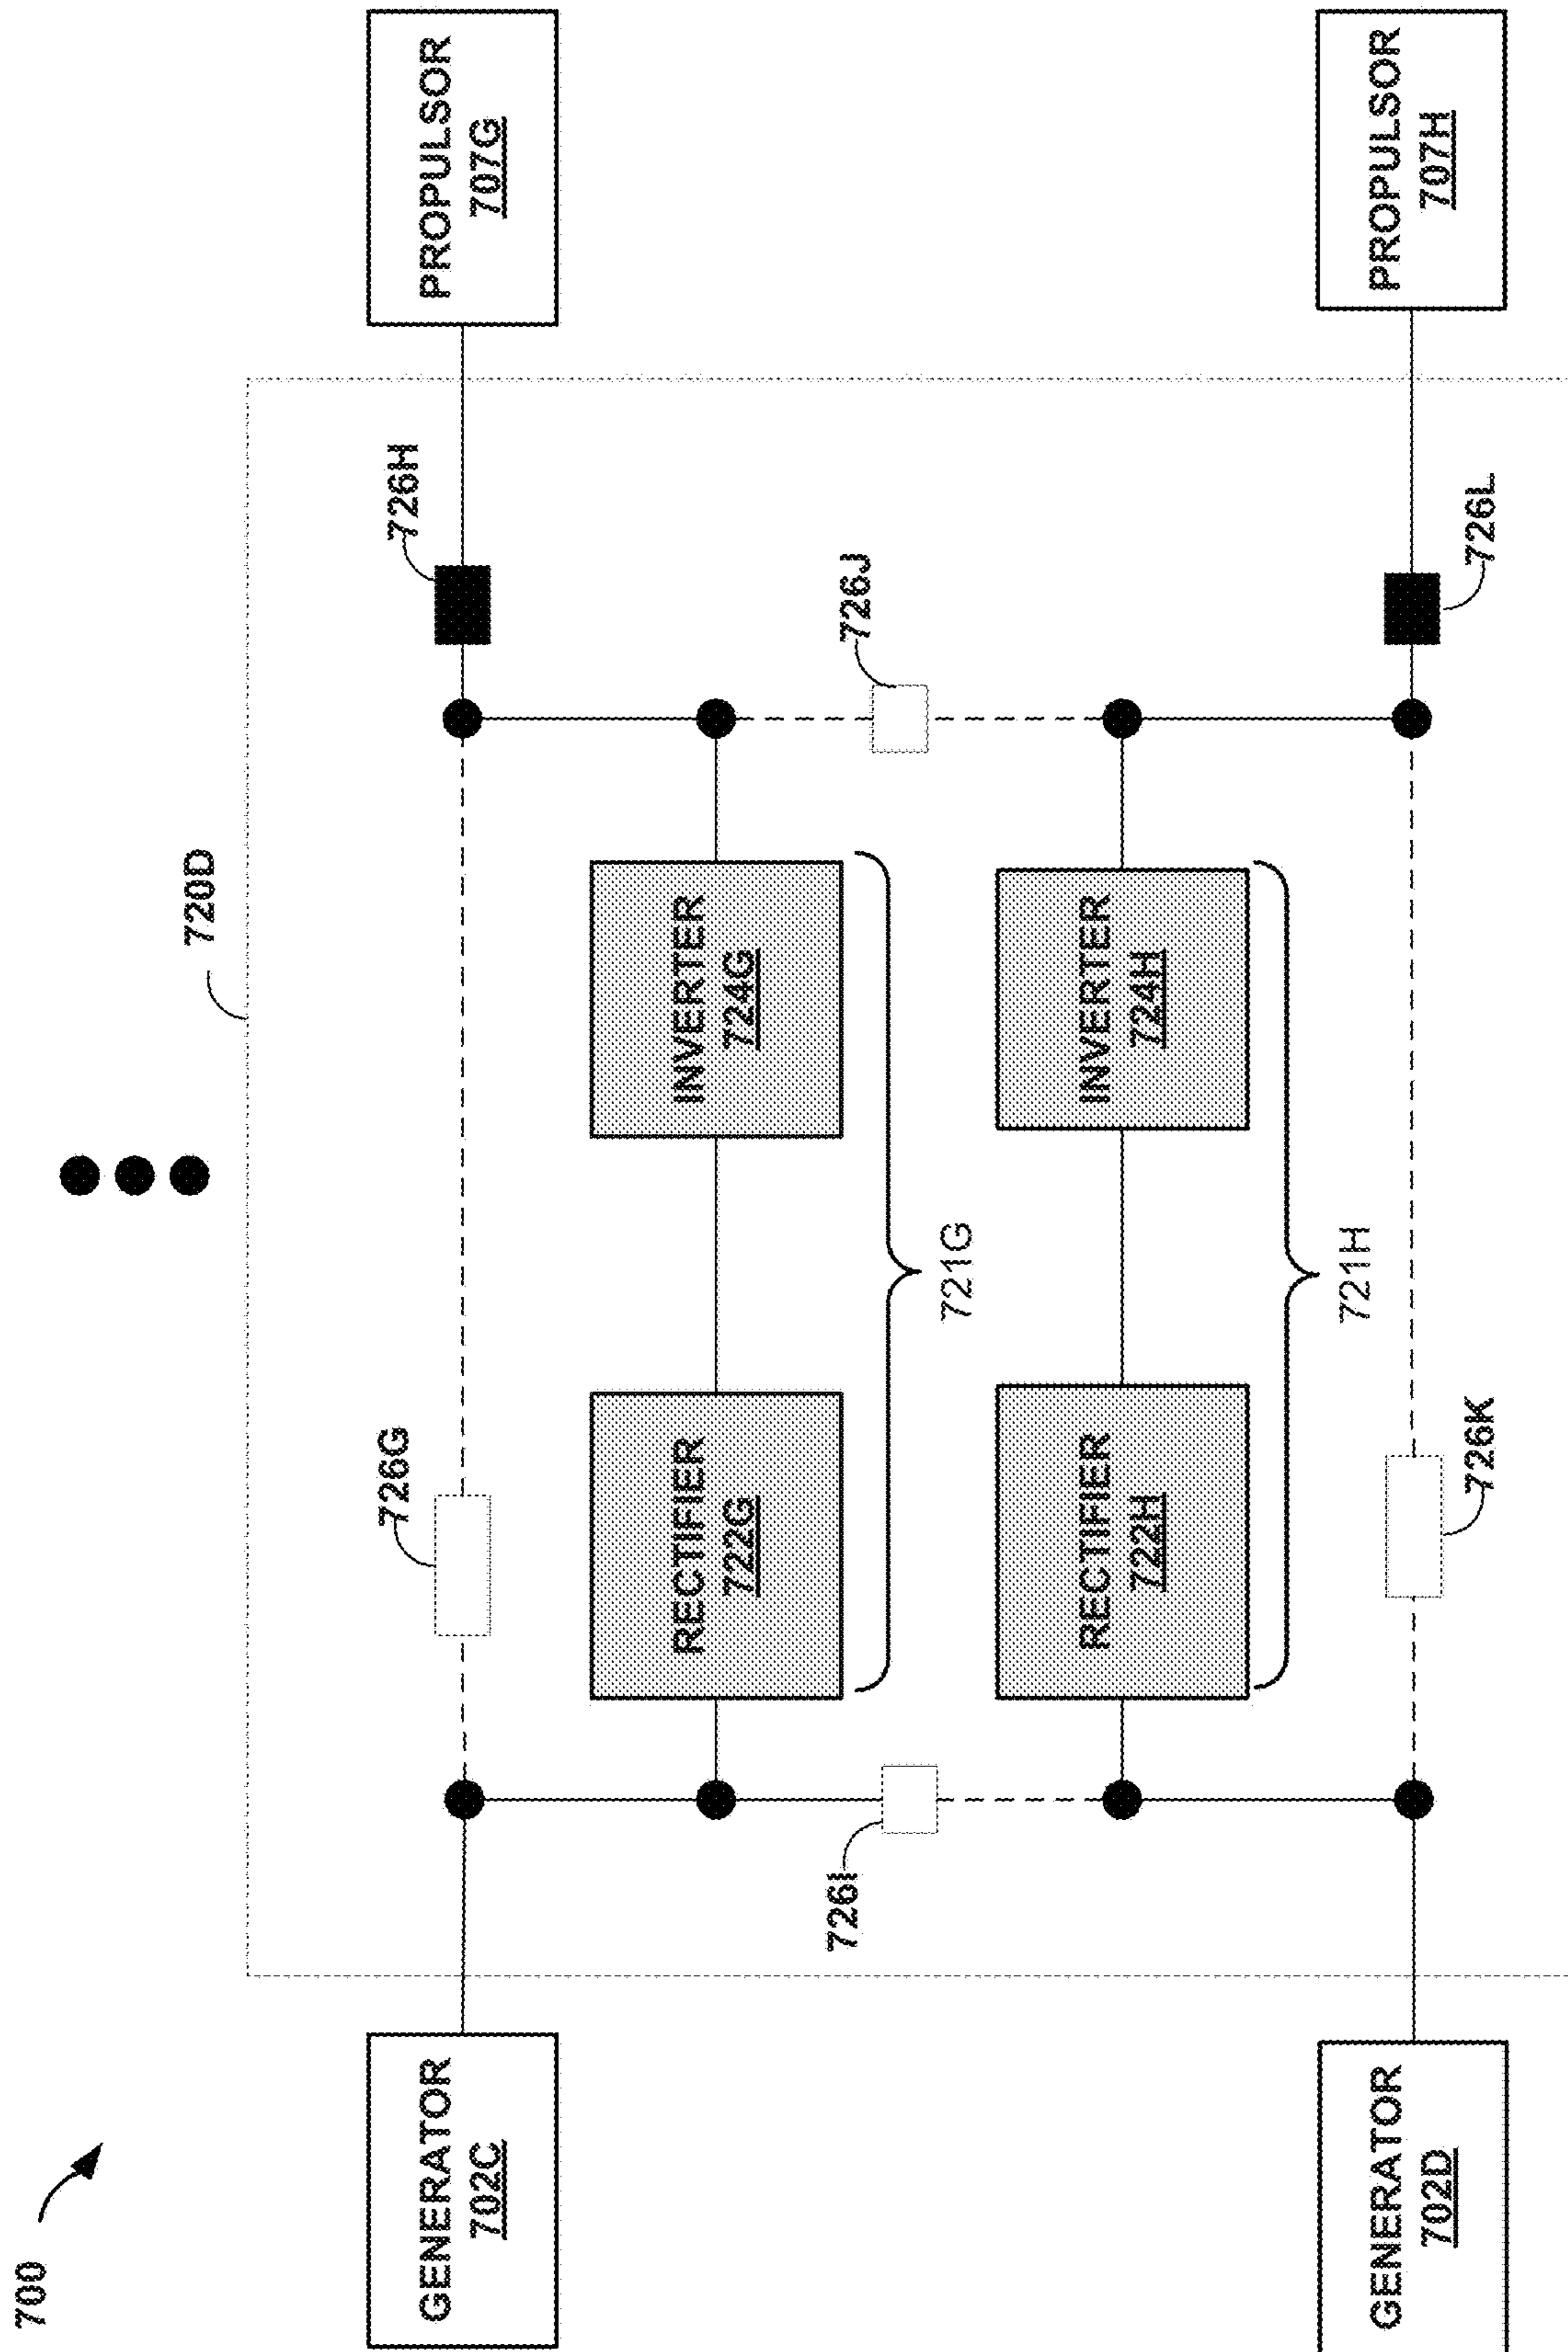 700
720D
GENERATOR
702C
726G
726H
PROPULSOR
707G
RECTIFIER
722G
INVERTER
724G
721G
726I
726J
RECTIFIER
722H
INVERTER
724H
721H
GENERATOR
702D
726K
726L
PROPULSOR
707H